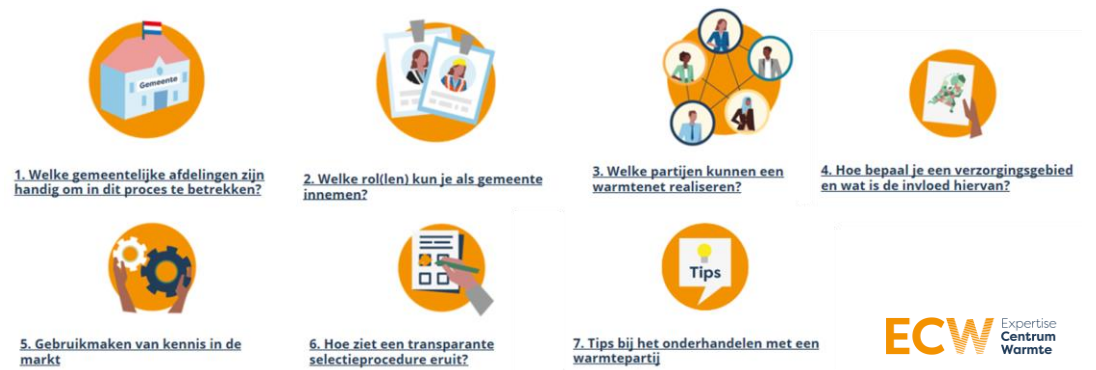 Gemeente
1. Welke gemeentelijke afdelingen zijn
handig om in dit proces te betrekken?
2. Welke rol(len) kun je als gemeente
innemen?
3. Welke partijen kunnen een
warmtenet realiseren?
4. Hoe bepaal je een verzorgingsgebied
en wat is de invloed hiervan?
5. Gebruikmaken van kennis in de
markt
6. Hoe ziet een transparante
selectieprocedure eruit?
Tips
7. Tips bij het onderhandelen met een
warmtepartij
ECW
Expertise
Centrum
Warmte